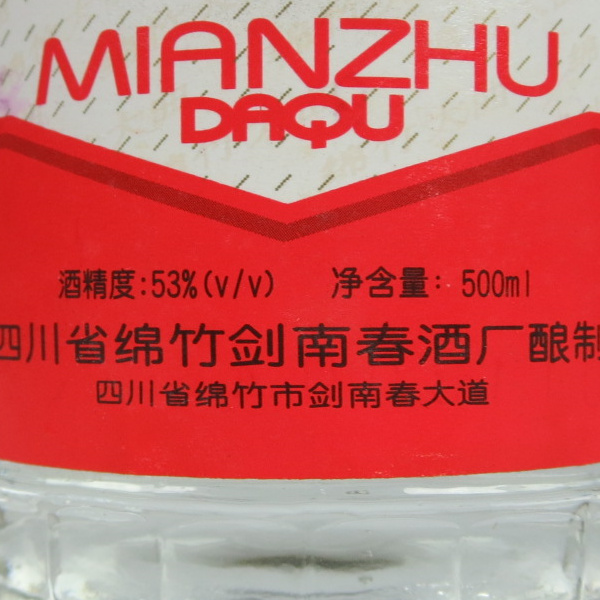 MIANZHU
DAQU
酒精度:53%(v/v) 净含量: 500ml
四川省绵竹剑南春酒厂酿制
四川省绵竹市剑南春大道